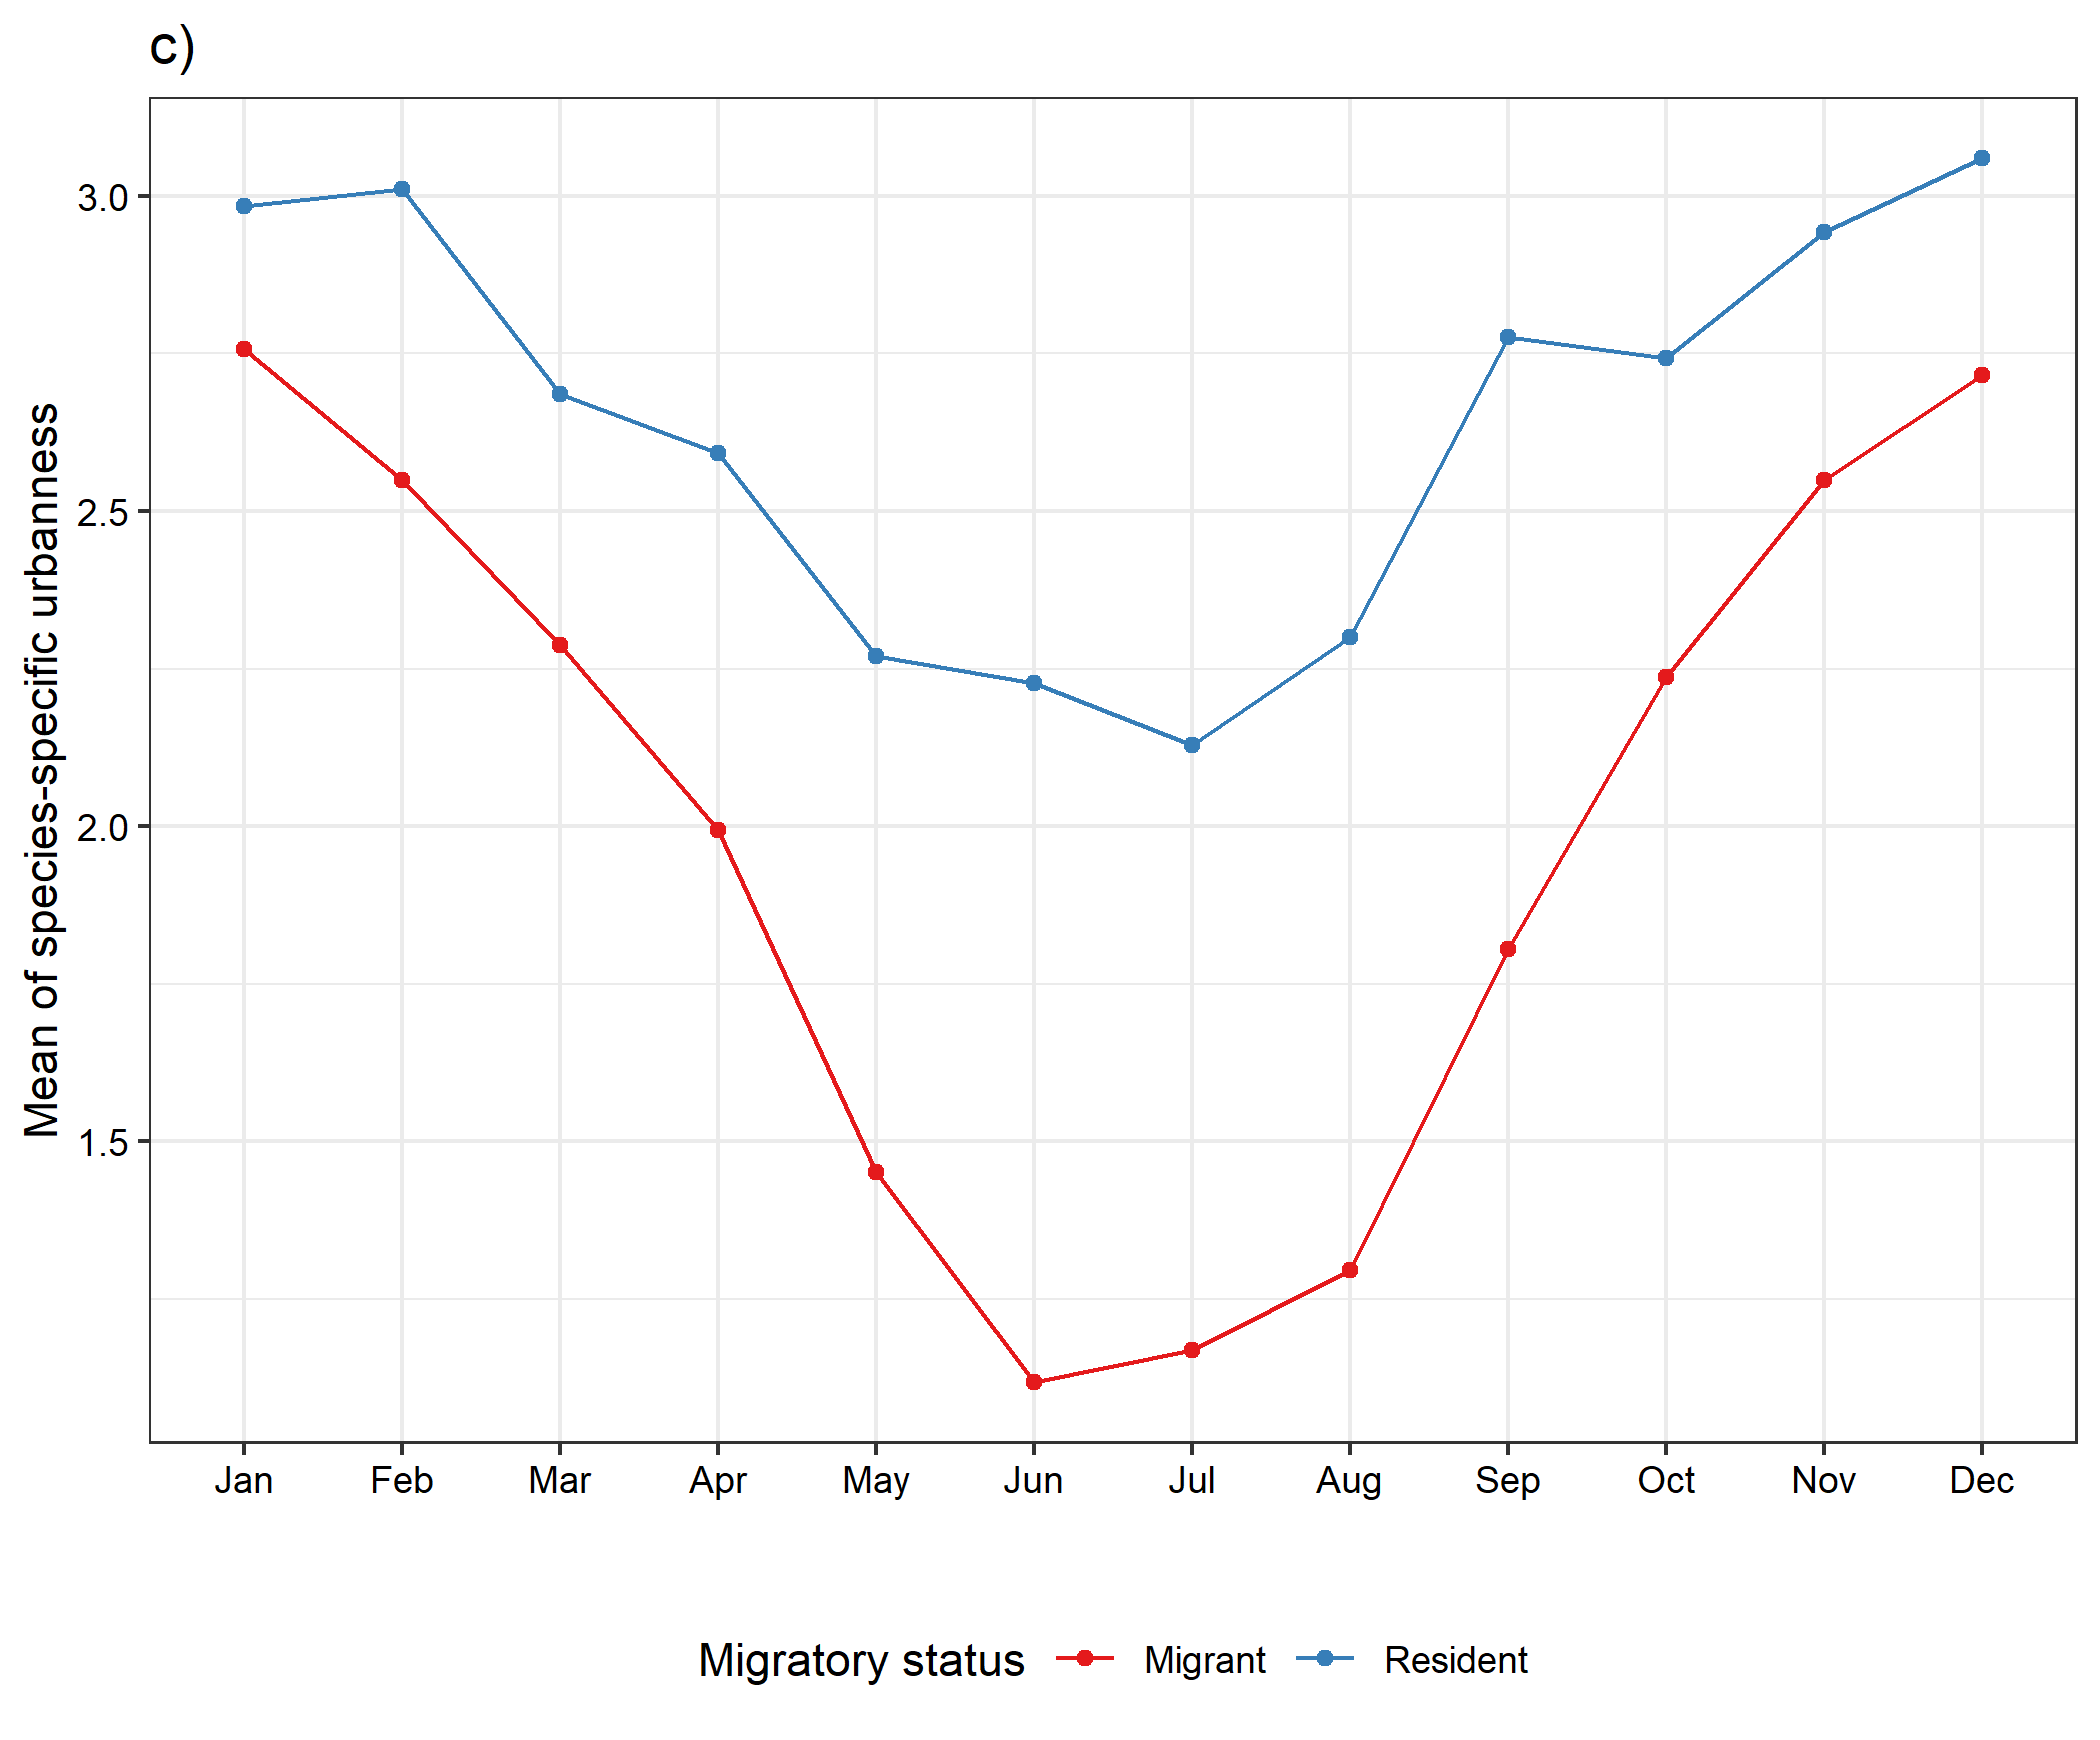 c)
Mean of species-specific urbanness
3.0
2.5
2.0
1.5
Jan Feb Mar Apr May Jun Jul Aug Sep Oct Nov Dec
Migratory status Migrant Resident